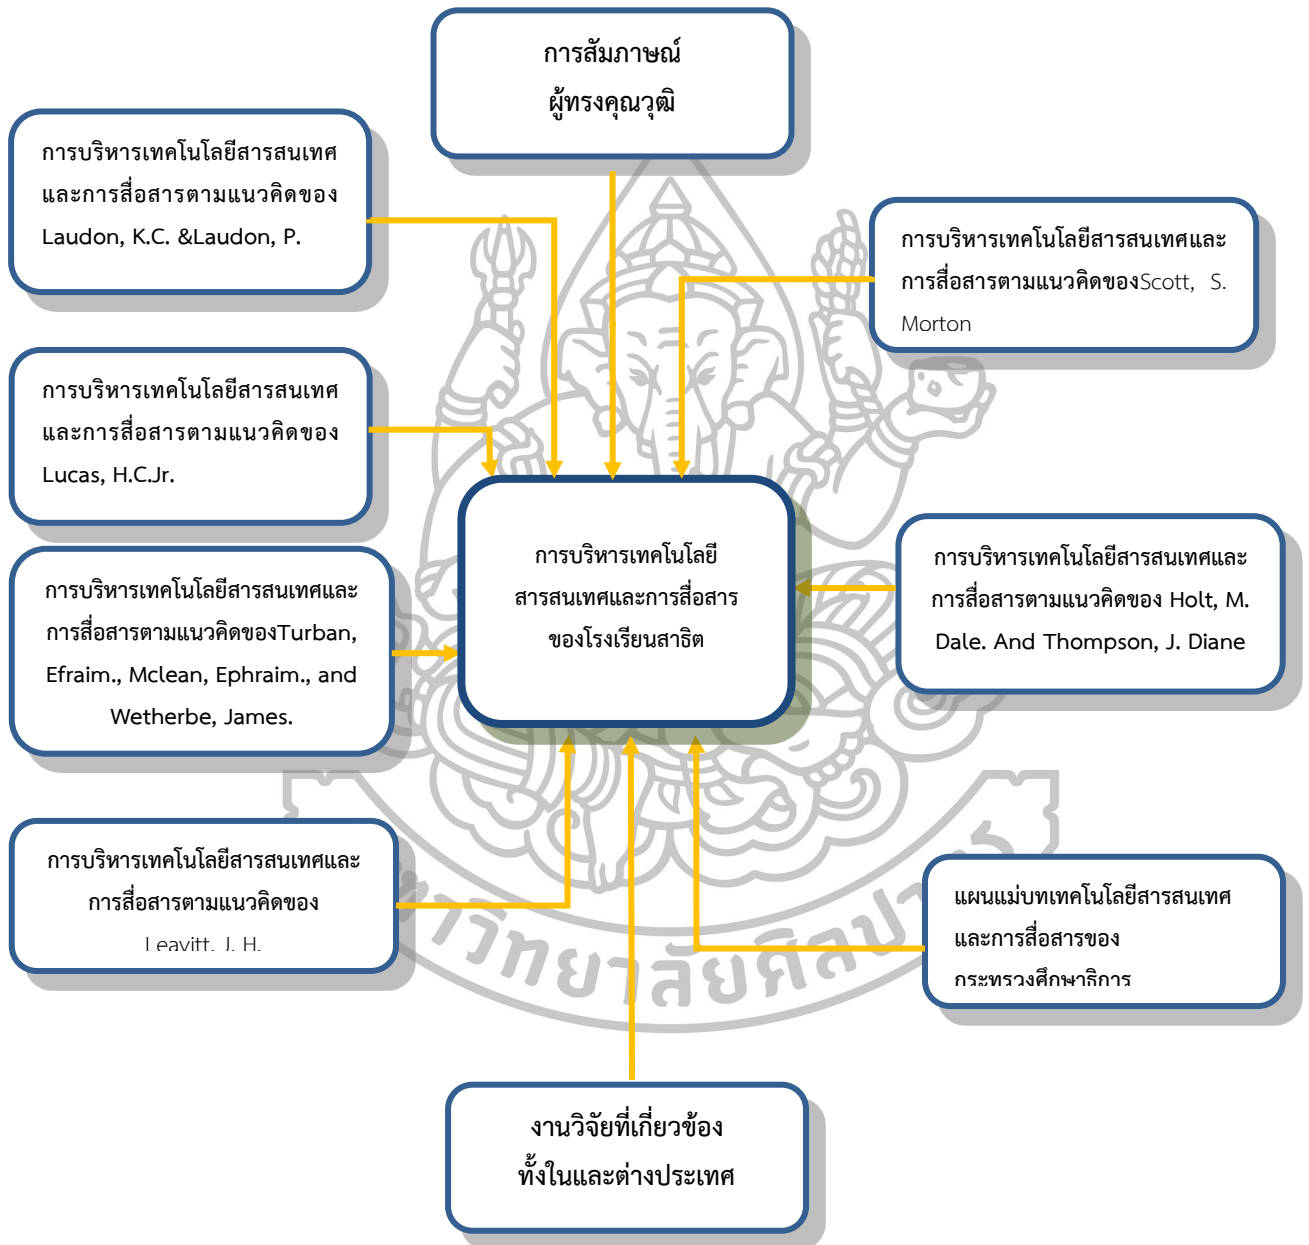 การสัมภาษณ์
ผู้ทรงคุณวุฒิ
การบริหารเทคโนโลยีสารสนเทศ
และการสื่อสารตามแนวคิดของ
Laudon, K.C. &Laudon, P.
การบริหารเทคโนโลยีสารสนเทศและ
การสื่อสารตามแนวคิดของScott, S.
Morton
การบริหารเทคโนโลยีสารสนเทศ
และการสื่อสารตามแนวคิดของ
Lucas, H.C.Jr.
การบริหารเทคโนโลยี
สารสนเทศและการสื่อสาร
ของโรงเรียนสาธิต
การบริหารเทคโนโลยีสารสนเทศและ
การสื่อสารตามแนวคิดของ Holt, M.
Dale. And Thompson, J. Diane
การบริหารเทคโนโลยีสารสนเทศและ
การสื่อสารตามแนวคิดของTurban,
Efraim., Mclean, Ephraim., and
Wetherbe, James.
การบริหารเทคโนโลยีสารสนเทศและ
การสื่อสารตามแนวคิดของ
Leavitt, J. H.
แผนแม่บทเทคโนโลยีสารสนเทศ
และการสื่อสารของ
กระทรวงศึกษาธิการ
งานวิจัยที่เกี่ยวข้อง
ทั้งในและต่างประเทศ